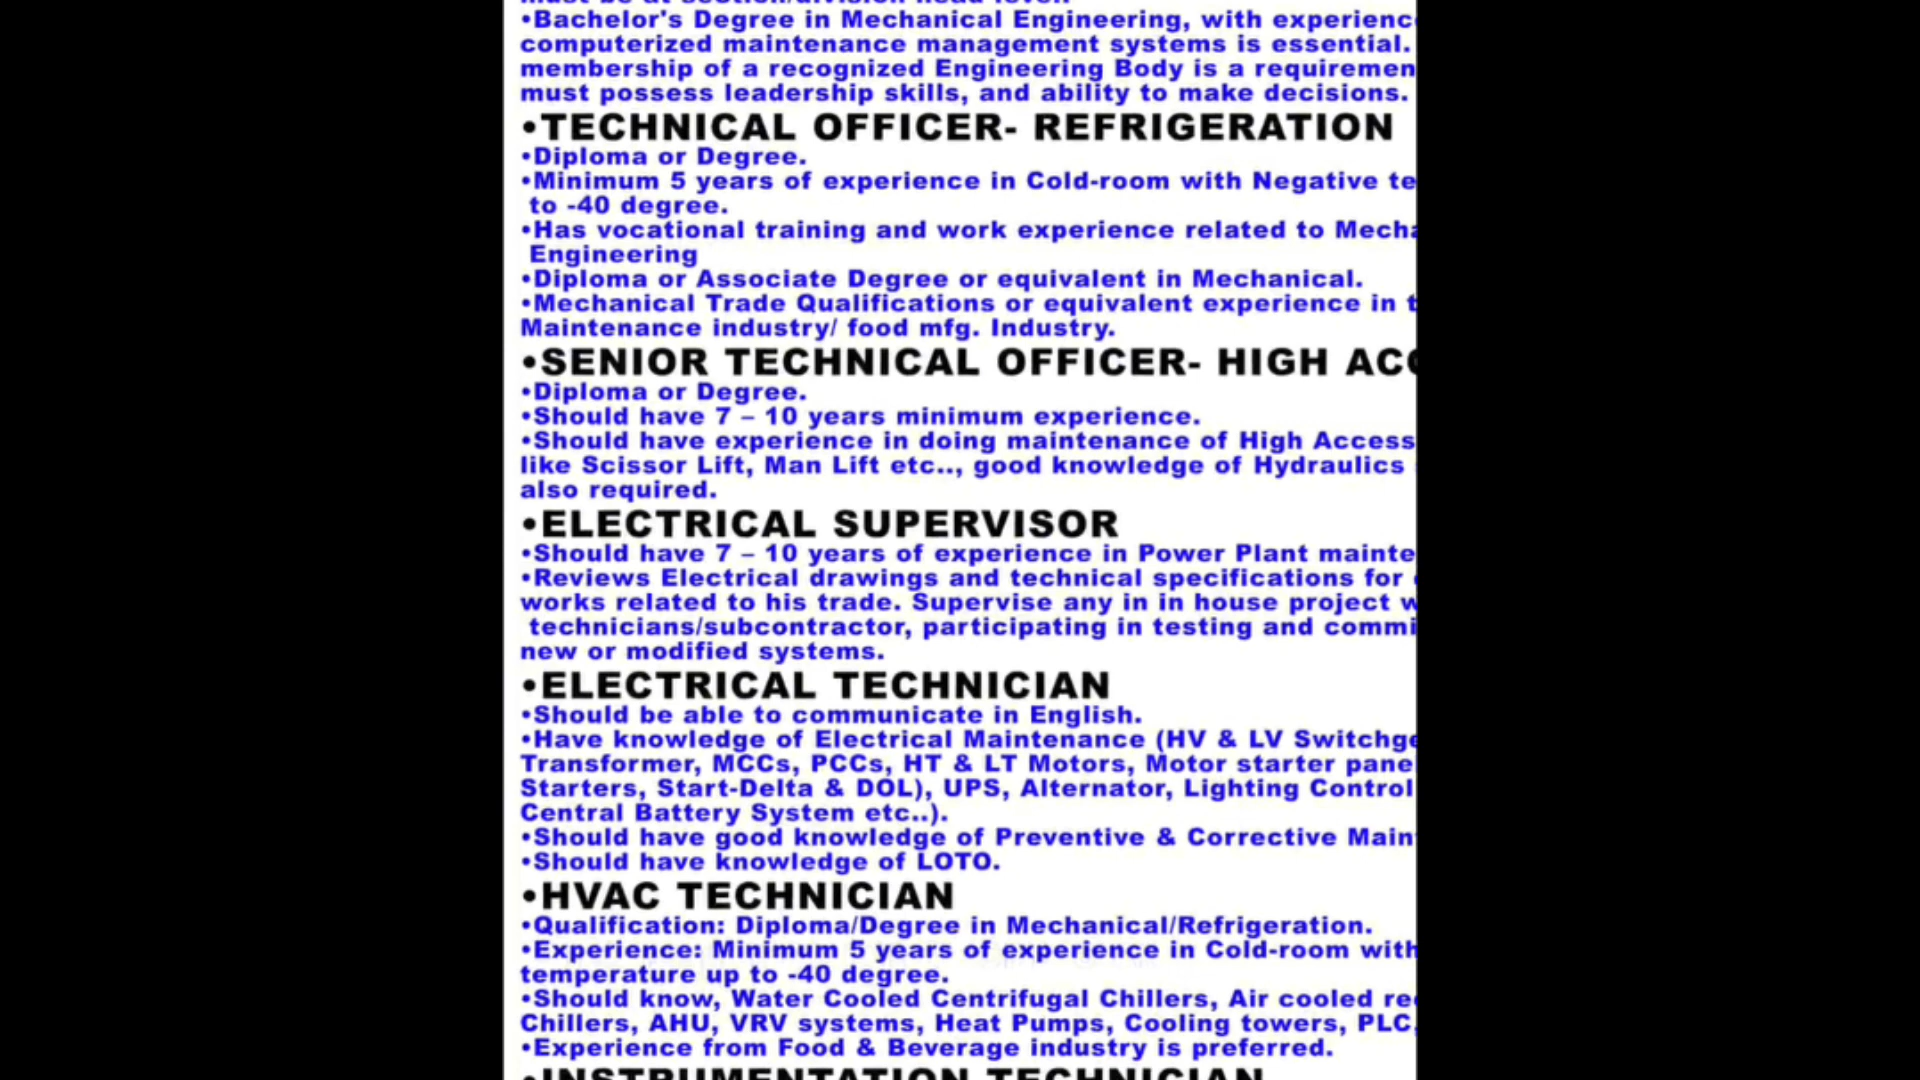 •Bachelor's Degree in Mechanical Engineering, with
computerized maintenance management systems is essential.
membership of a recognized Engineering Body is a
must possess leadership skills, and ability to make decisions.
•TECHNICAL OFFICER- REFRIGERATION
•Diploma or Degree.
•Minimum 5 years of experience in Cold-room with Negative
to -40 degree.
•Has vocational training and work experience related to
Engineering
•Diploma or Associate Degree or equivalent in Mechanical.
•Mechanical Trade Qualifications or equivalent experience in
Maintenance industry/ food mfg. Industry.
•SENIOR TECHNICAL OFFICER- HIGH
•Diploma or Degree.
•Should have 7 – 10 years minimum experience.
•Should have experience in doing maintenance of High Access
like Scissor Lift, Man Lift etc.., good knowledge of Hydraulics
also required.
•ELECTRICAL SUPERVISOR
•Should have 7 – 10 years of experience in Power Plant
•Reviews Electrical drawings and technical specifications for
works related to his trade. Supervise any in in house project
technicians/subcontractor, participating in testing and
new or modified systems.
•ELECTRICAL TECHNICIAN
•Should be able to communicate in English.
•Have knowledge of Electrical Maintenance (HV & LV
Transformer, MCCs, PCCs, HT & LT Motors, Motor starter
Starters, Start-Delta & DOL), UPS, Alternator, Lighting Control
Central Battery System etc..).
•Should have good knowledge of Preventive & Corrective
•Should have knowledge of LOTO.
•HVAC TECHNICIAN
•Qualification: Diploma/Degree in Mechanical/Refrigeration.
•Experience: Minimum 5 years of experience in Cold-room with
temperature up to -40 degree.
•Should know, Water Cooled Centrifugal Chillers, Air cooled
Chillers, AHU, VRV systems, Heat Pumps, Cooling towers, PLC,
•Experience from Food & Beverage industry is preferred.
•INSTRUMENTATION TECHNICIAN